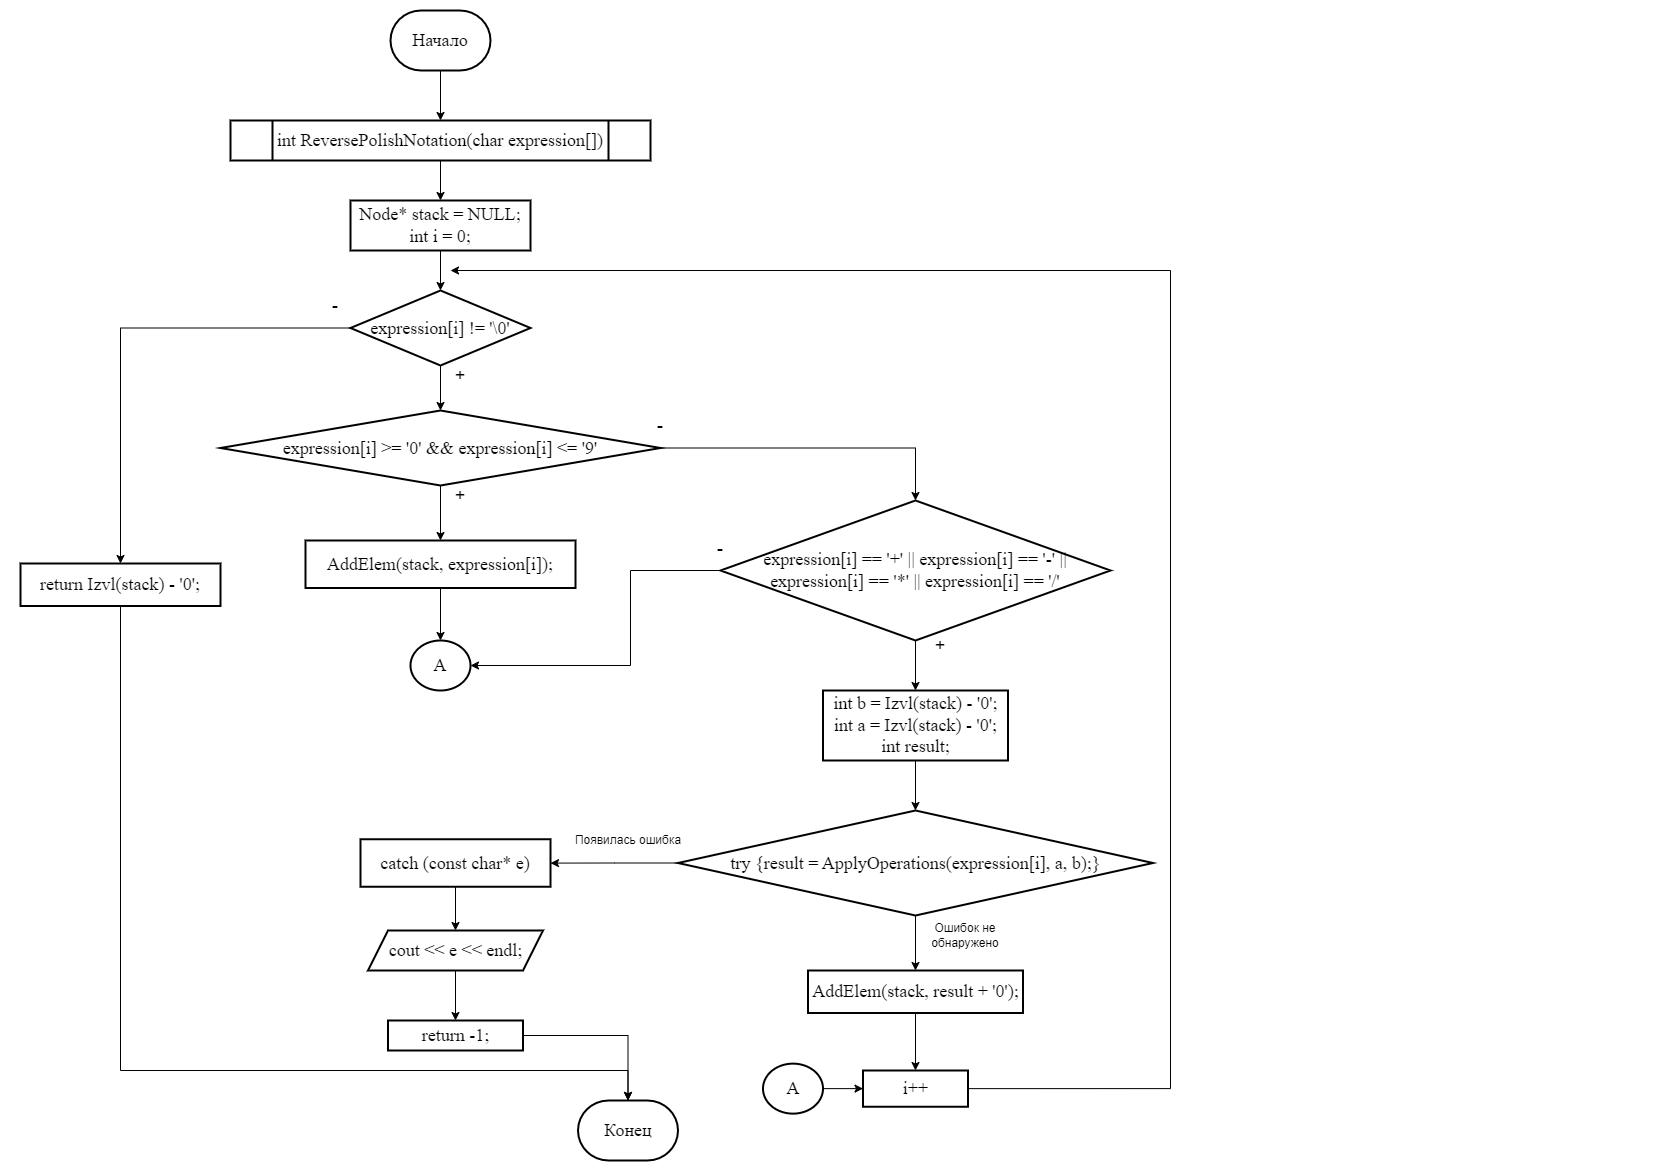 Начало
int ReversePolishNotation(char expression[])
Node* stack = NULL;
int i = 0;
-
expression[i] != '\0'
+
-
expression[i] >= '0' && expression[i] <= '9'
+
-
expression[i] == '+' || expression[i] == '-' ||
expression[i] == '*' || expression[i] == '/'
AddElem(stack, expression[i]);
return Izvl(stack) - '0';
+
A
int b = Izvl(stack) - '0';
int a = Izvl(stack) - '0';
int result;
Появилась ошибка
catch (const char* e)
try {result = ApplyOperations(expression[i], a, b);}
Ошибок не
обнаружено
cout << e << endl;
AddElem(stack, result + '0');
return -1;
A
i++
Конец